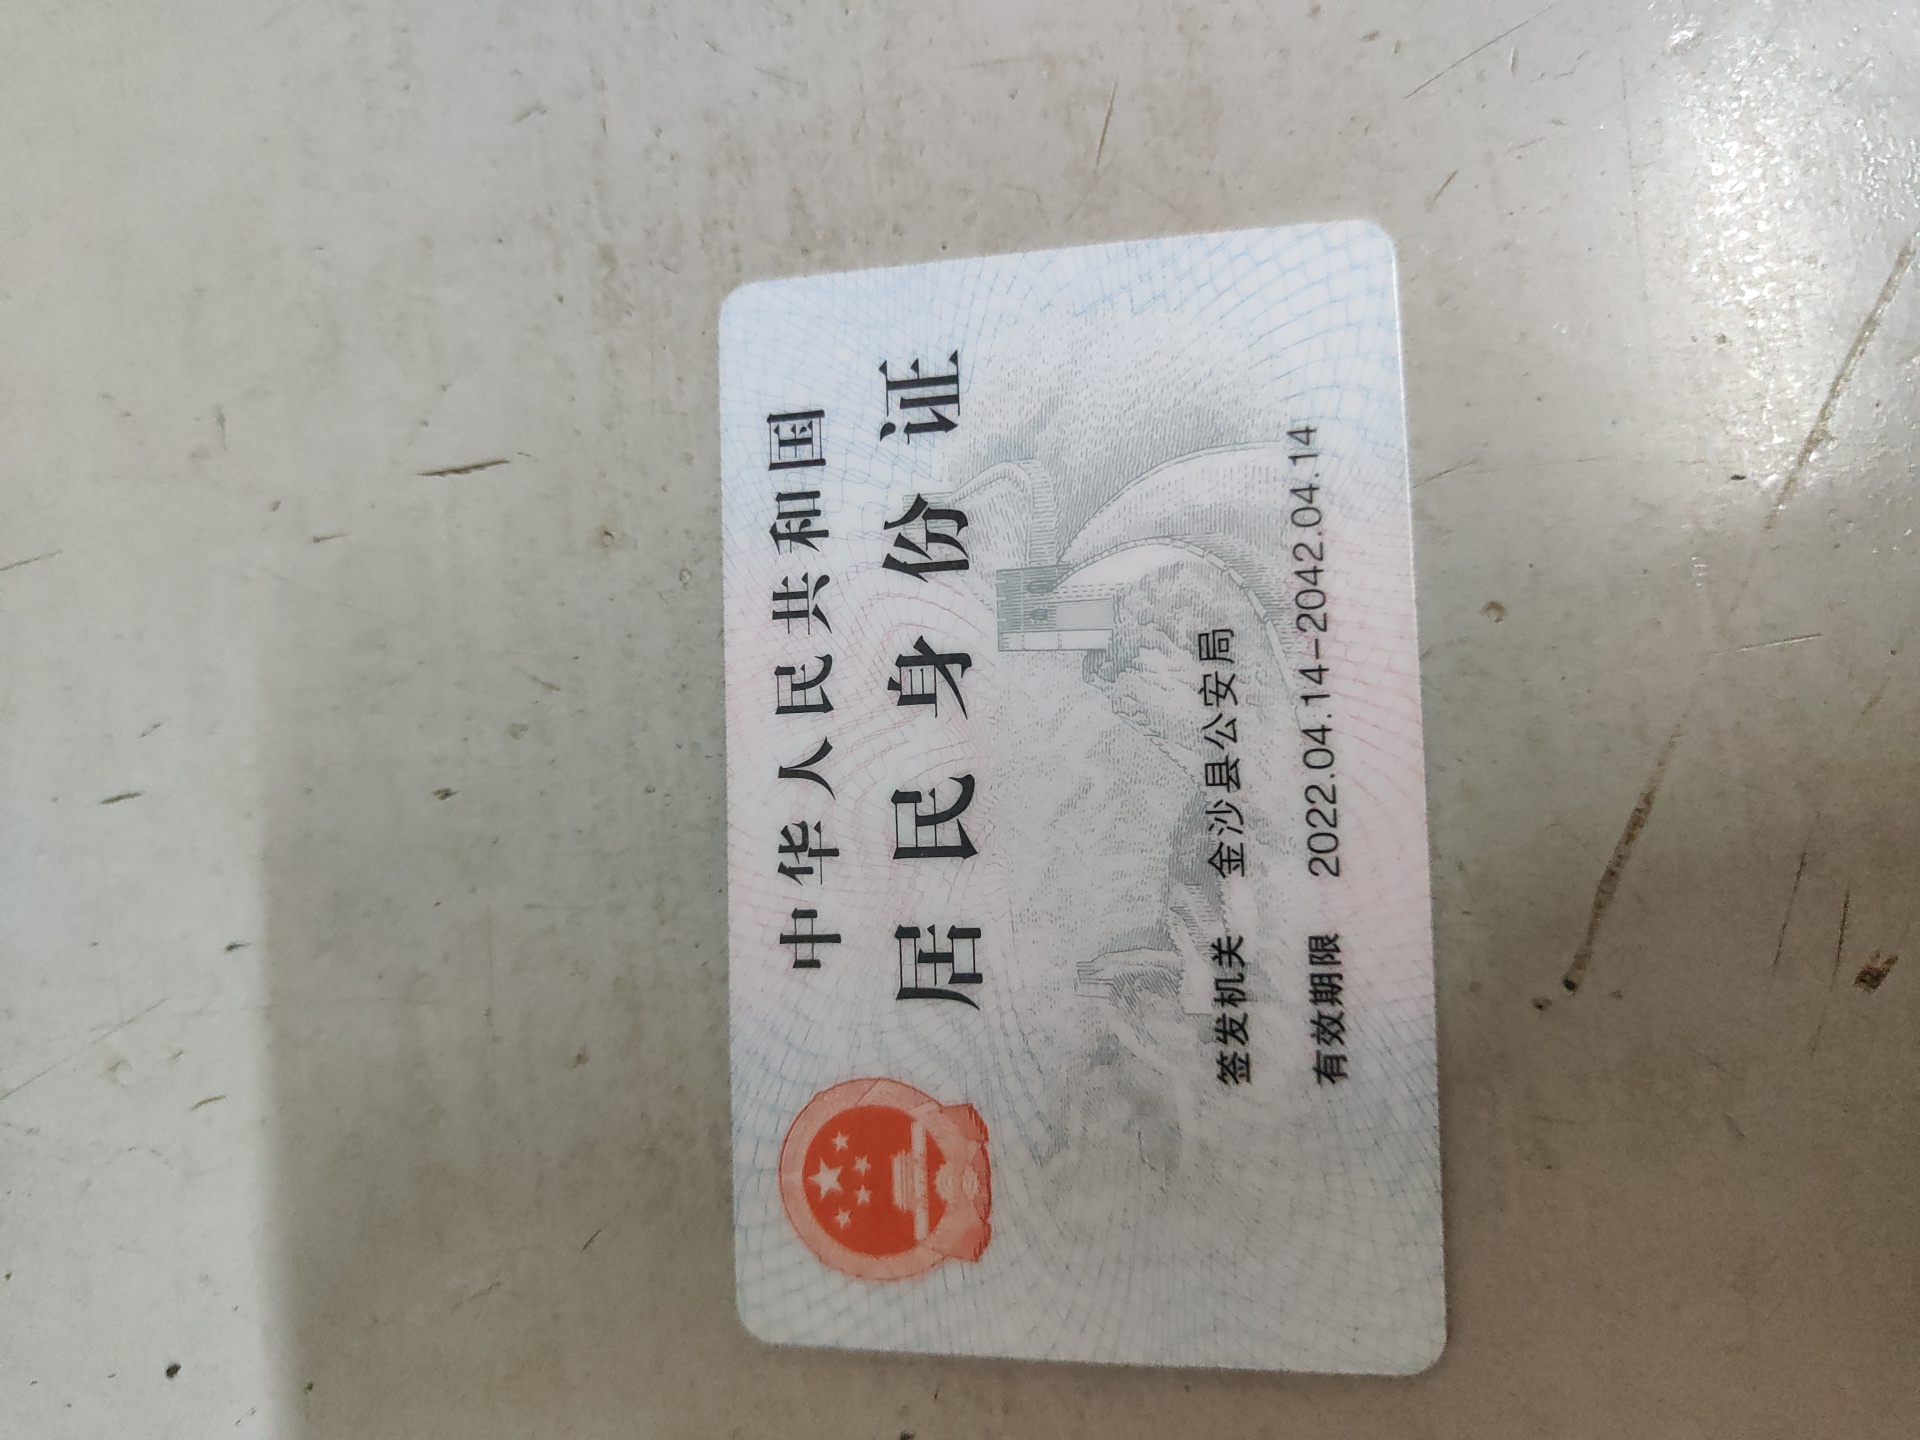 中华人民共和国
居民身份证
签发机关 金沙县公安局
有效期限 2022.04.14-2042.04.14